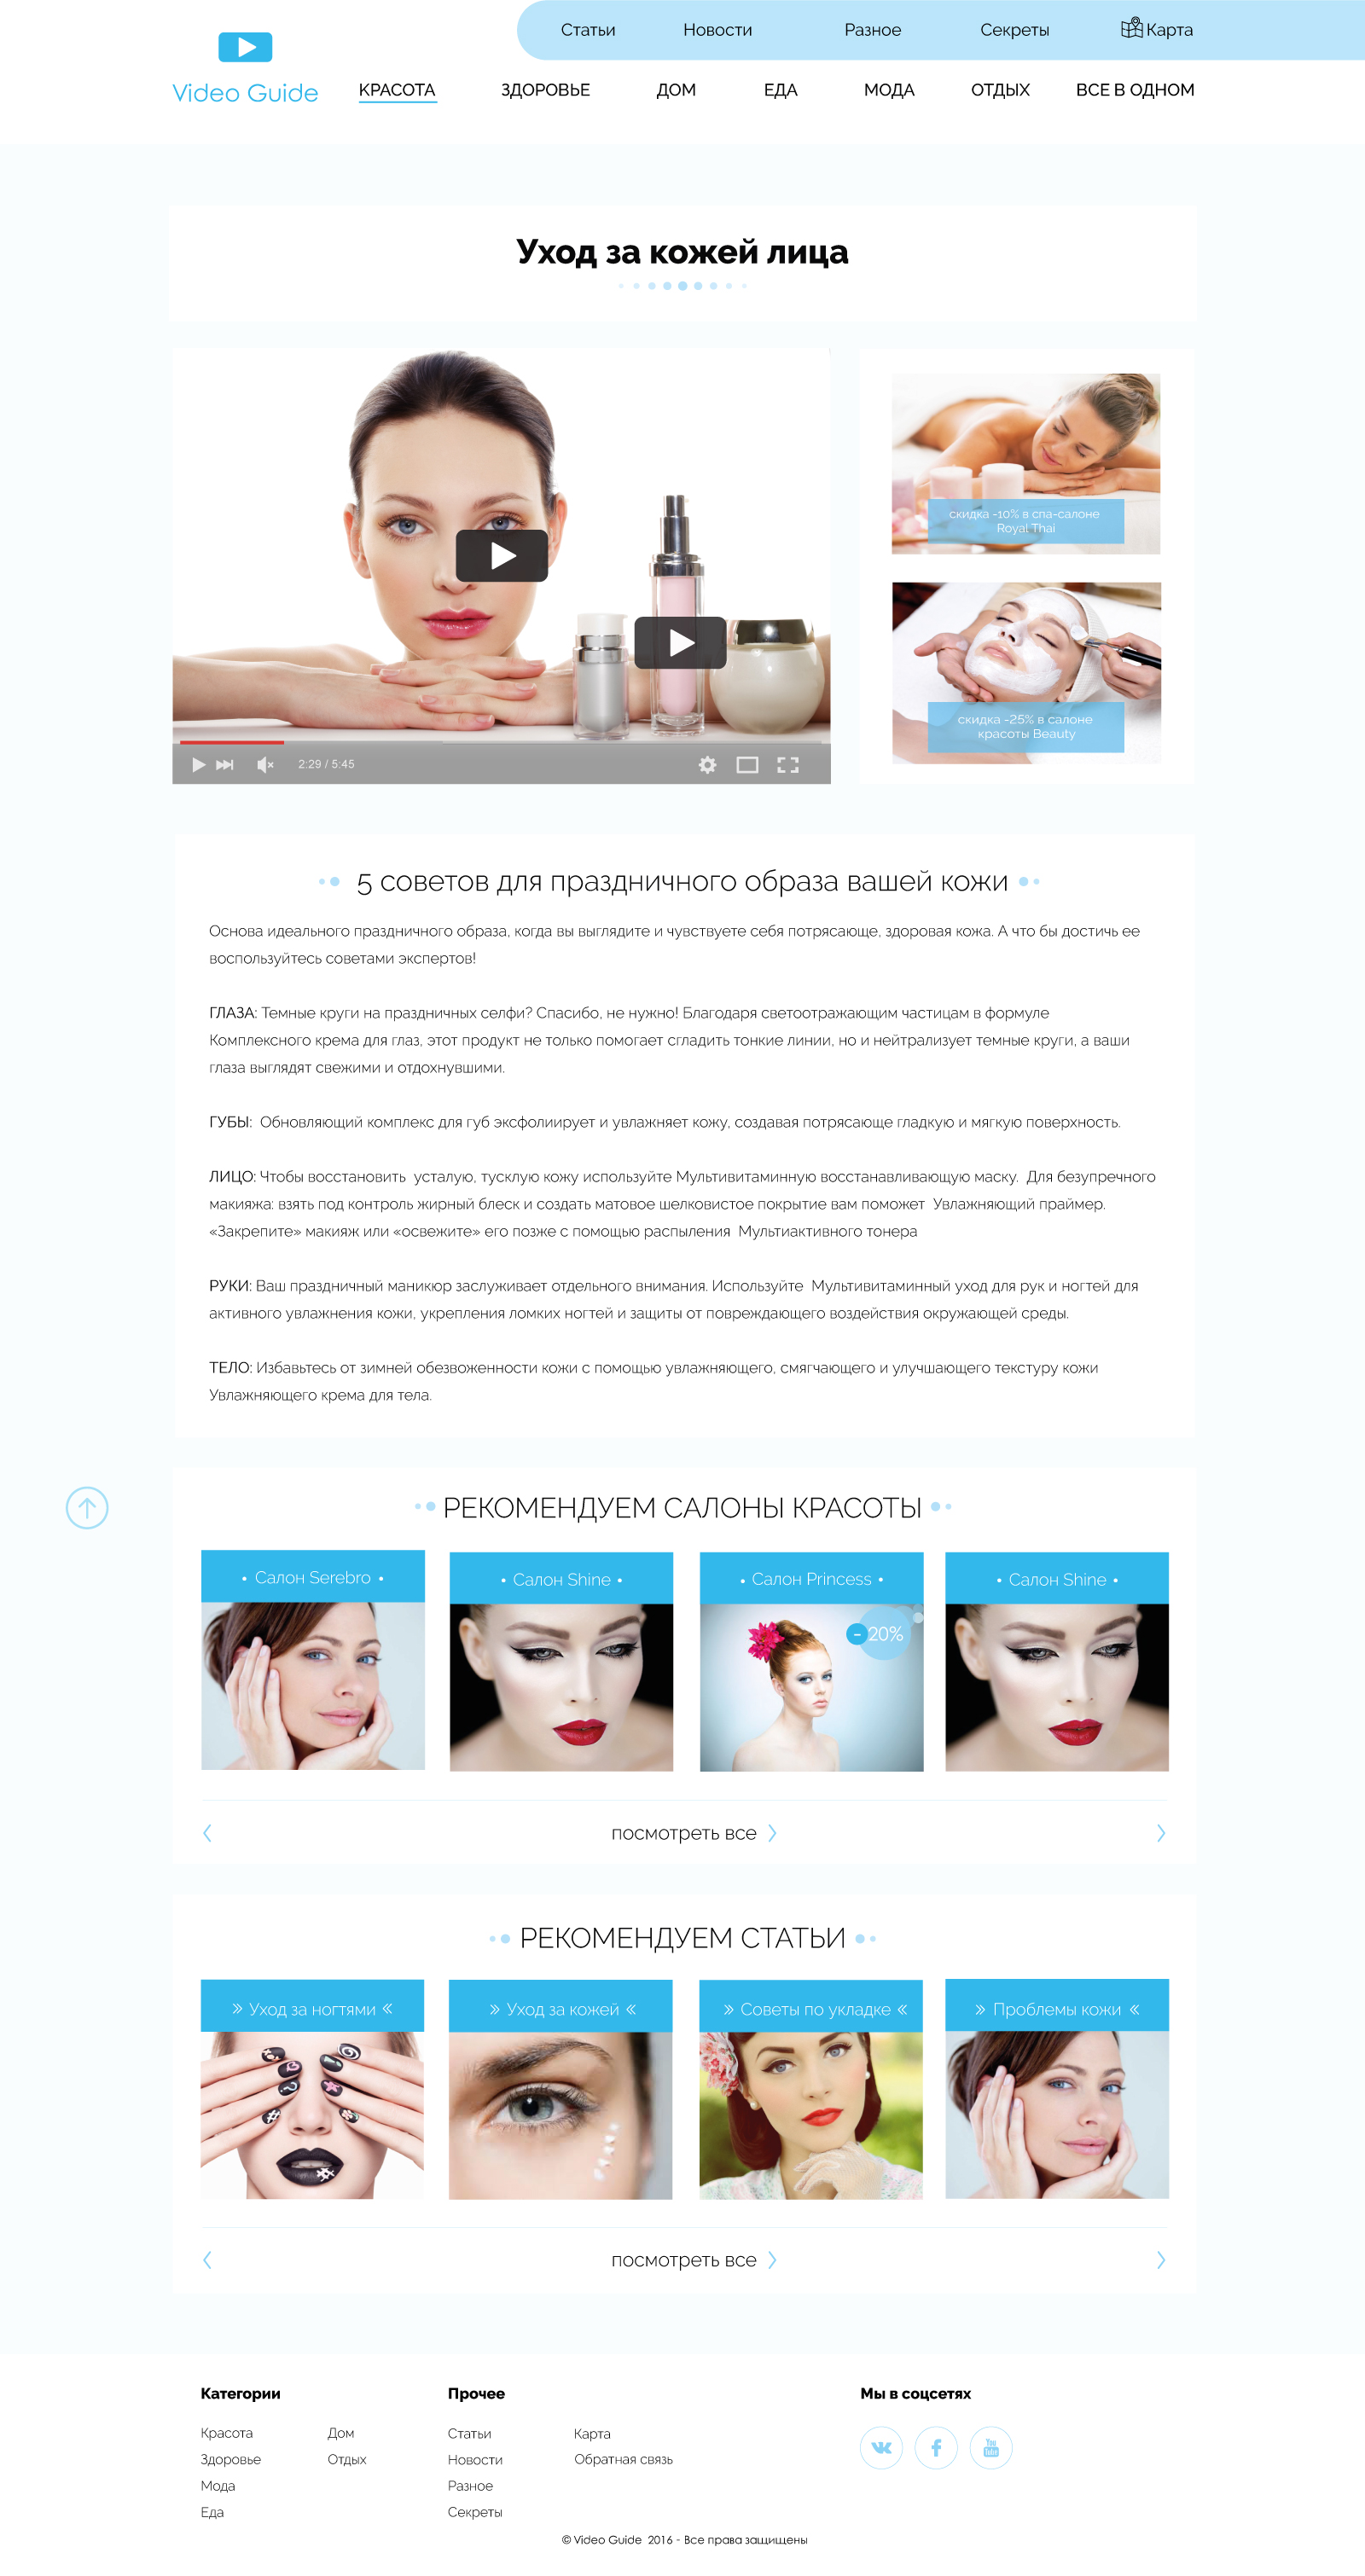 Статьи Новости Разное Секреты Карта
Video Guide
КРАСОТА ЗДОРОВЬЕ ДОМ ЕДА МОДА ОТДЫХ ВСЕ В ОДНОМ
Уход за кожей лица
2:29 / 5:45
скидка -10% в спа-салоне
Royal Thai
скидка -25% в салоне
красоты Beauty
5 советов для праздничного образа вашей кожи
Основа идеального праздничного образа, когда вы выглядите и чувствуете себя потрясающе, здоровая кожа. А что бы достичь ее
воспользуйтесь советами экспертов!
ГЛАЗА: Темные круги на праздничных селфи? Спасибо, не нужно! Благодаря светоотражающим частицам в формуле
Комплексного крема для глаз, этот продукт не только помогает сгладить тонкие линии, но и нейтрализует темные круги, а ваши
глаза выглядят свежими и отдохнувшими.
ГУБЫ: Обновляющий комплекс для губ эксфолиирует и увлажняет кожу, создавая потрясающе гладкую и мягкую поверхность.
ЛИЦО: Чтобы восстановить усталую, тусклую кожу используйте Мультивитаминную восстанавливающую маску. Для безупречного
макияжа: взять под контроль жирный блеск и создать матовое шелковистое покрытие вам поможет Увлажняющий праймер.
«Закрепите» макияж или «освежите» его позже с помощью распыления Мультиактивного тонера
РУКИ: Ваш праздничный маникюр заслуживает отдельного внимания. Используйте Мультивитаминный уход для рук и ногтей для
активного увлажнения кожи, укрепления ломких ногтей и защиты от повреждающего воздействия окружающей среды.
ТЕЛО: Избавьтесь от зимней обезвоженности кожи с помощью увлажняющего, смягчающего и улучшающего текстуру кожи
Увлажняющего крема для тела.
РЕКОМЕНДУЕМ САЛОНЫ КРАСОТЫ
• Салон Serebro • • Салон Shine • • Салон Princess • • Салон Shine •
- 20%
посмотреть все
РЕКОМЕНДУЕМ СТАТЬИ
» Уход за ногтями « » Уход за кожей « » Советы по укладке « » Проблемы кожи «
посмотреть все
Категории Прочее Мы в соцсетях
Красота Дом Статьи Карта
Здоровье Отдых Новости Обратная связь
You Tube
Мода Разное
Еда Секреты
© Video Guide 2016 - Все права защищены